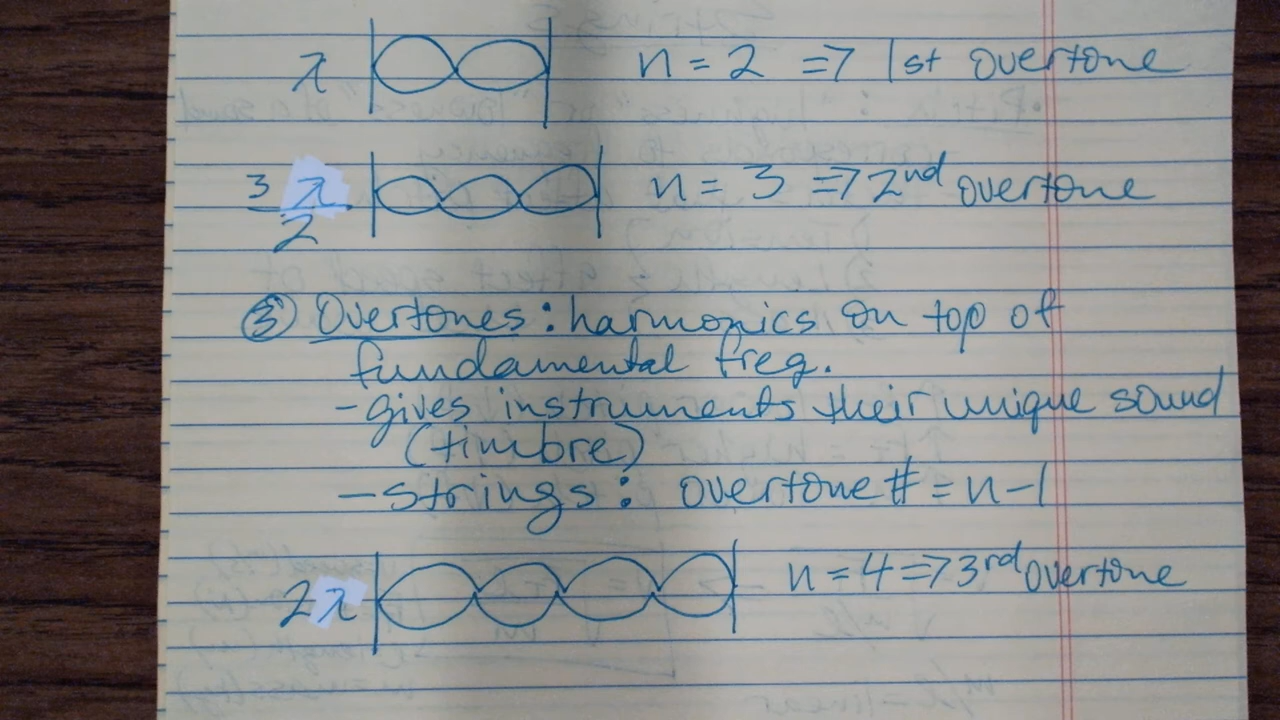 λ n = 2 => 1st overtone
3λ/2 n = 3 => 2nd overtone
⑤ Overtones: harmonics on top of
fundamental freq.
- gives instruments their unique sound
(timbre)
- strings: overtone # = n-1
2λ n = 4 => 3rd overtone